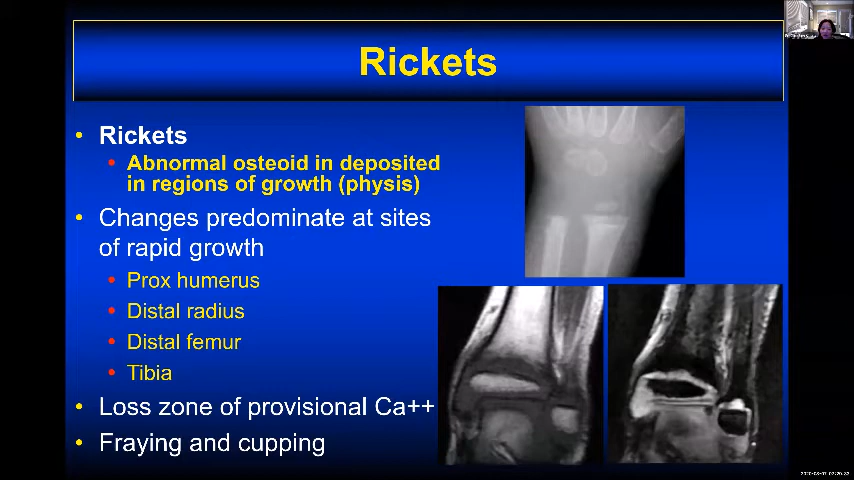 Rickets
• Rickets
• Abnormal osteoid in deposited
in regions of growth (physis)
• Changes predominate at sites
of rapid growth
• Prox humerus
• Distal radius
• Distal femur
• Tibia
• Loss zone of provisional Ca++
• Fraying and cupping